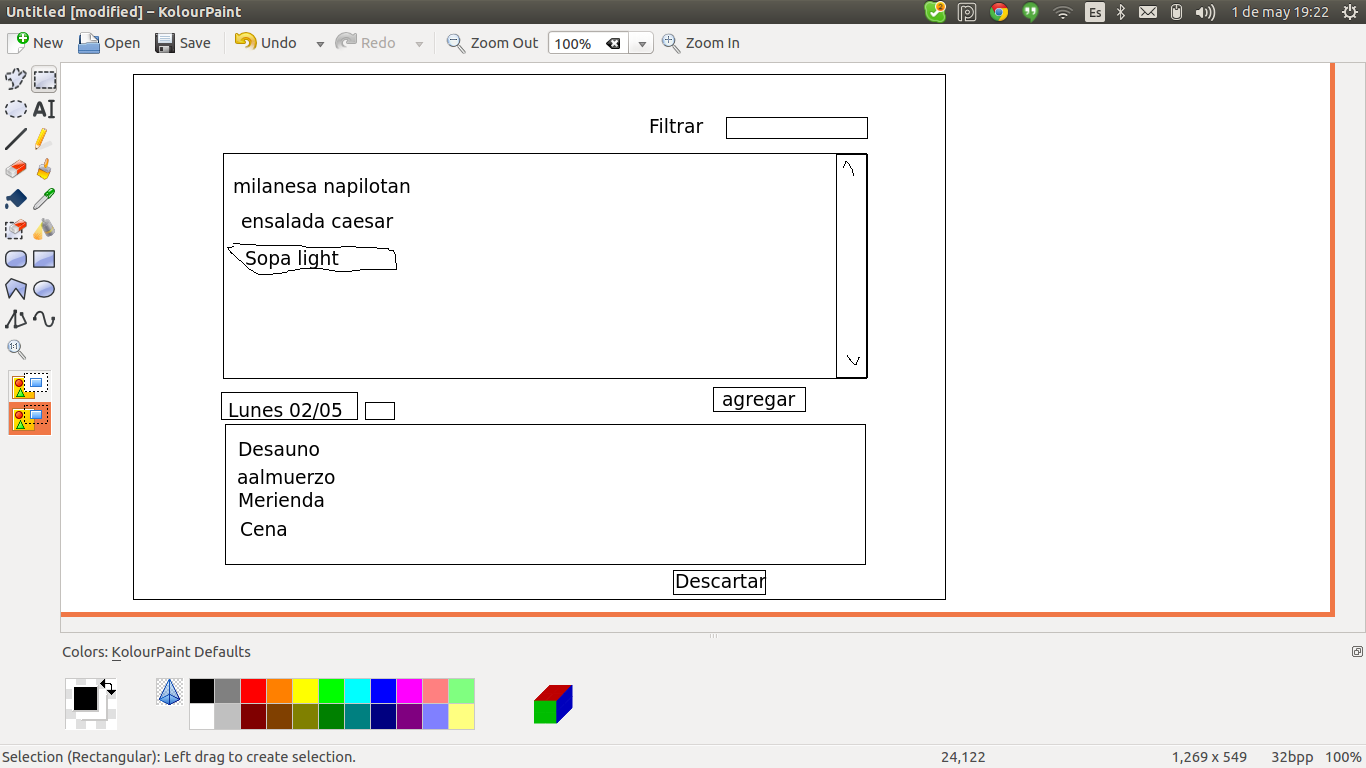 Untitled [modified] – KolourPaint
Es
1 de may 19:22
New Open Save Undo Redo Zoom Out 100% Zoom In
Filtrar
milanesa napilotan
ensalada caesar
Sopa light
agregar
Lunes 02/05
Desauno
aalmuerzo
Merienda
Cena
Descartar
Colors: KolourPaint Defaults
Selection (Rectangular): Left drag to create selection. 24,122 1,269 x 549 32bpp 100%